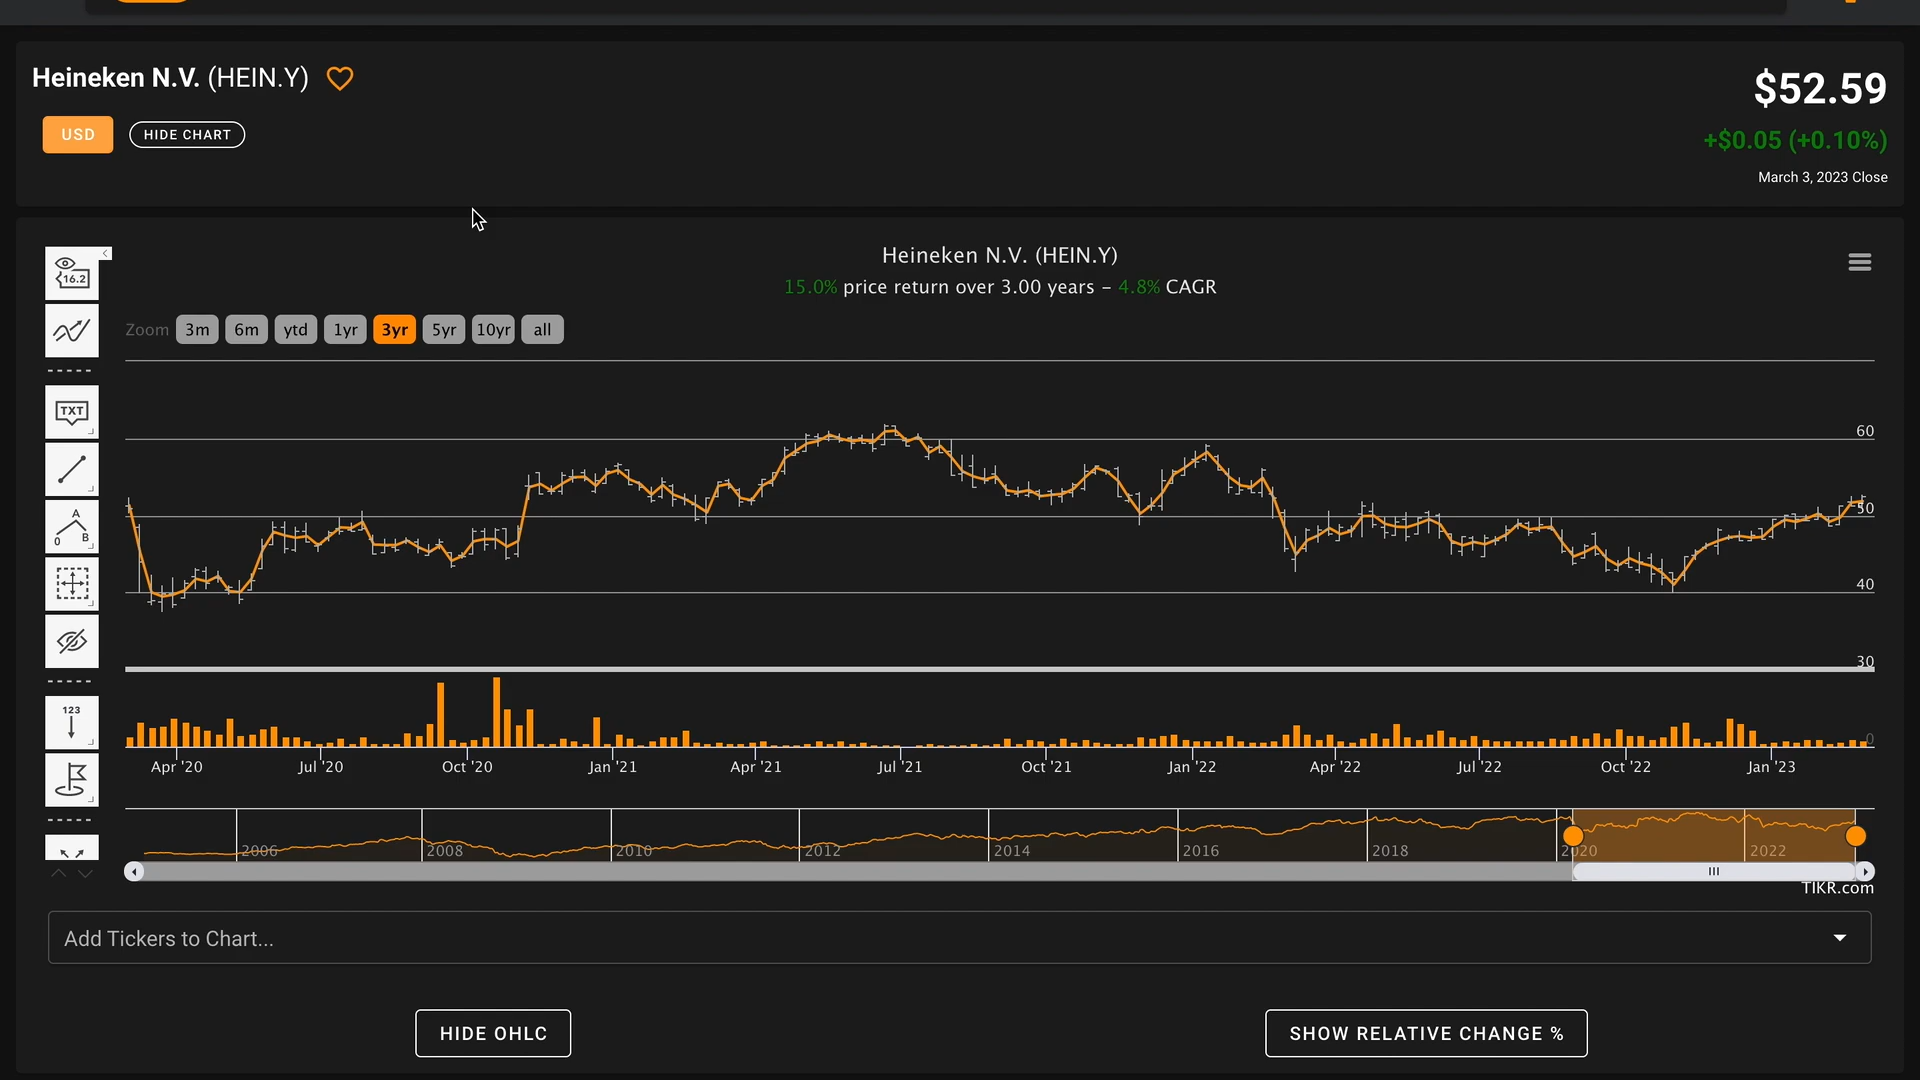 Heineken N.V. (HEIN.Y)
$52.59
USD
HIDE CHART
+$0.05 (+0.10%)
March 3, 2023 Close
Heineken N.V. (HEIN.Y)
15.0% price return over 3.00 years – 4.8% CAGR
16.2
Zoom 3m 6m ytd 1yr 3yr 5yr 10yr all
TXT
60
50
A
0 B
40
30
123
0
Apr '20 Jul '20 Oct '20 Jan '21 Apr '21 Jul '21 Oct '21 Jan '22 Apr '22 Jul '22 Oct '22 Jan '23
2006 2008 2010 2012 2014 2016 2018 2020 2022
TIKR.com
Add Tickers to Chart...
HIDE OHLC
SHOW RELATIVE CHANGE %